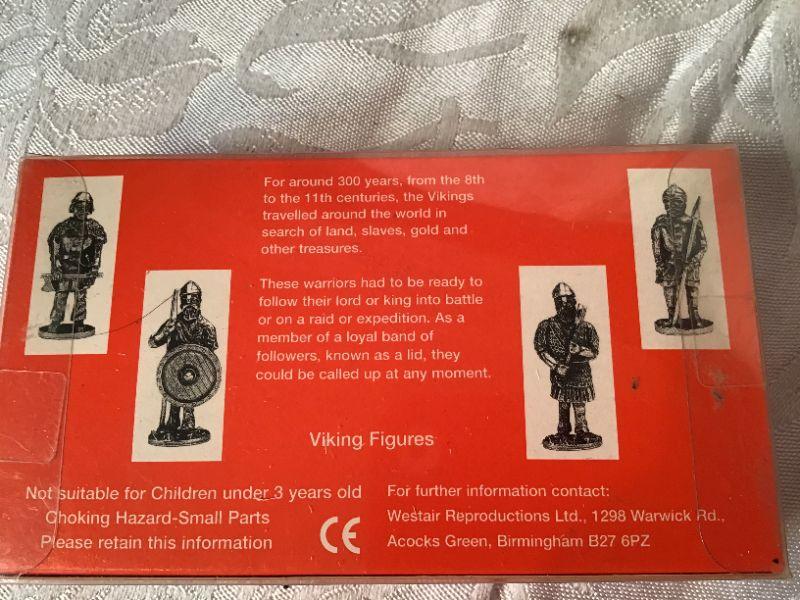 For around 300 years, from the 8th
to the 11th centuries, the Vikings
travelled around the world in
search of land, slaves, gold and
other treasures.
These warriors had to be ready to
follow their lord or king into battle
or on a raid or expedition. As a
member of a loyal band of
followers, known as a lid, they
could be called up at any moment.
Viking Figures
Not suitable for Children under 3 years old
Choking Hazard-Small Parts
Please retain this information
CE
For further information contact:
Westair Reproductions Ltd., 1298 Warwick Rd.,
Acocks Green, Birmingham B27 6PZ